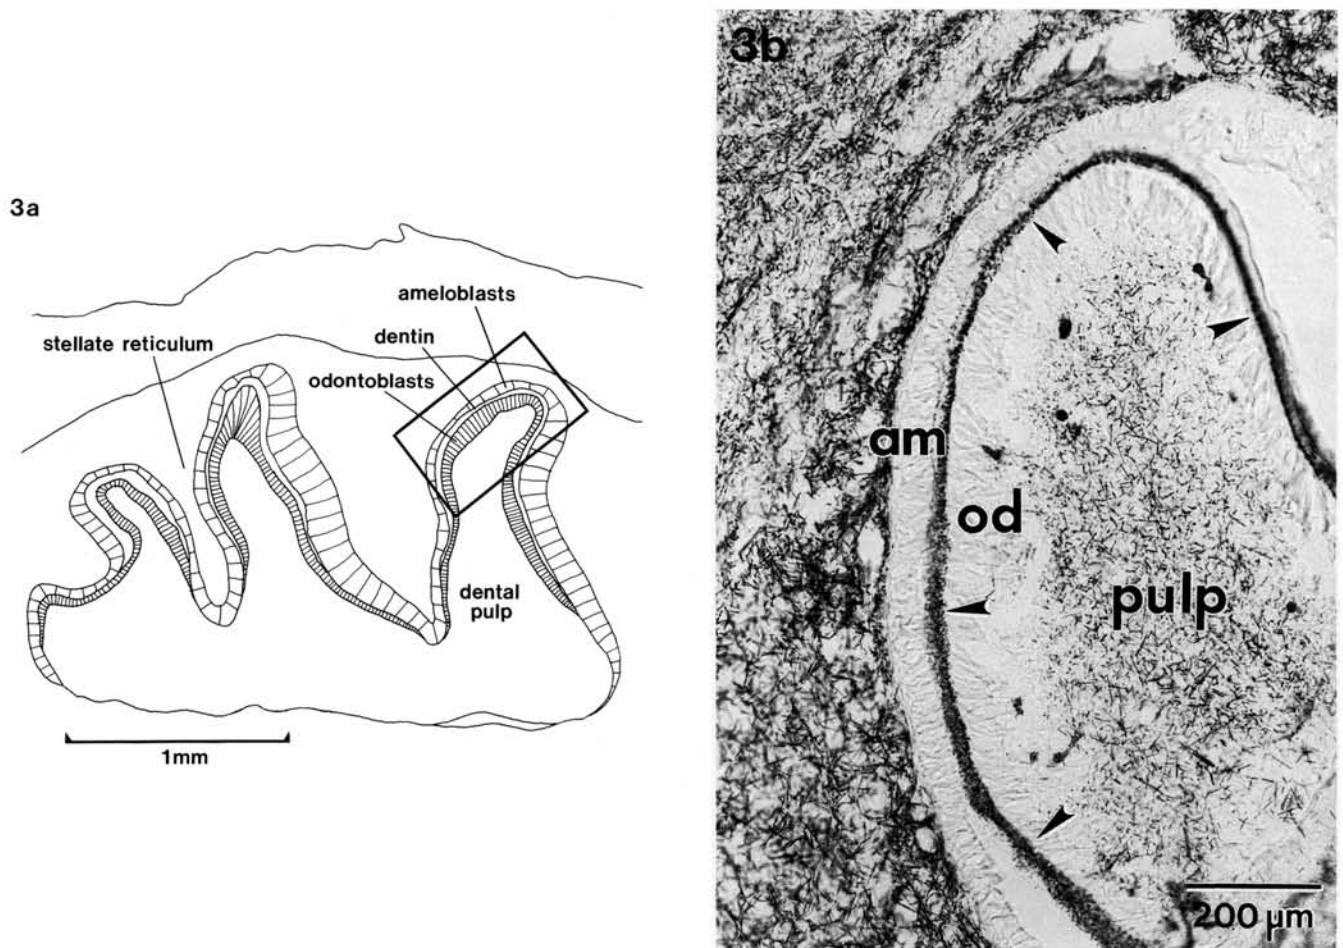 3a
ameloblasts
stellate reticulum
dentin
odontoblasts
dental
pulp
1mm
3b
am
od
pulp
200 µm